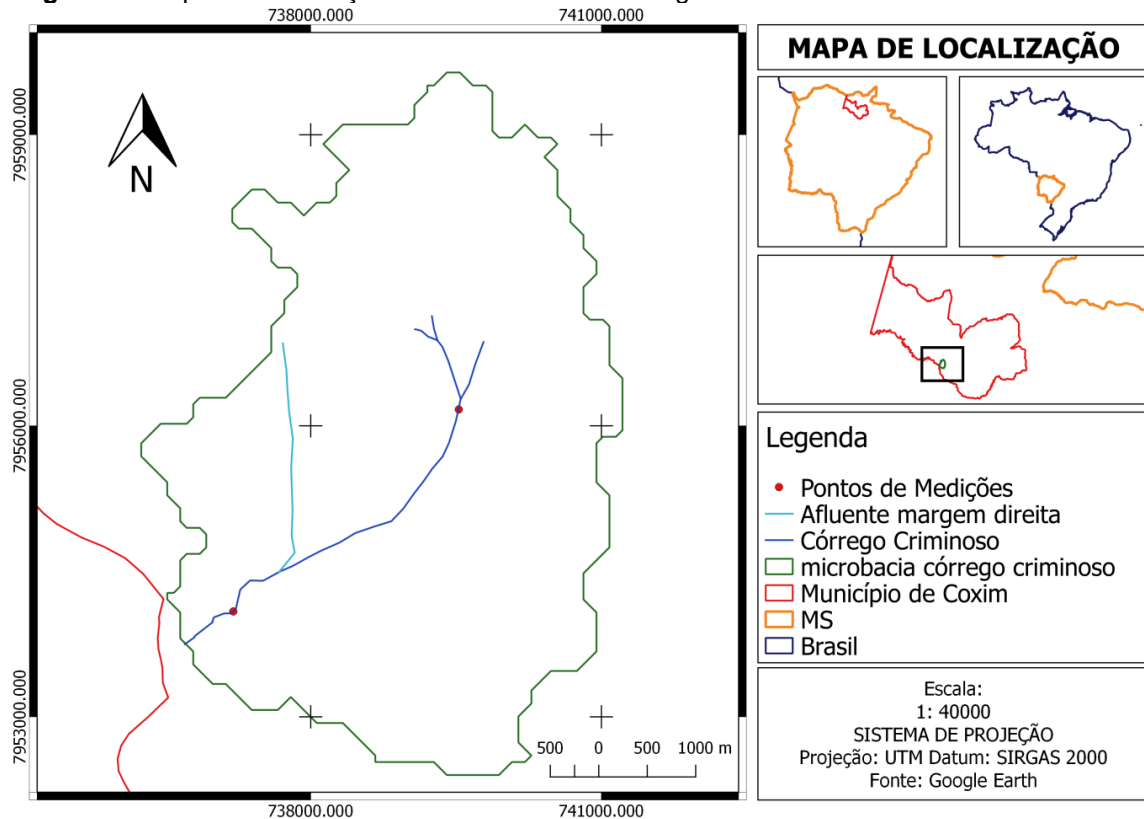 738000.000
741000.000
7959000.000
7956000.000
7953000.000
N
500
0
500
1000 m
738000.000
741000.000
MAPA DE LOCALIZAÇÃO
Legenda
Pontos de Medições
Afluente margem direita
Córrego Criminoso
microbacia córrego criminoso
Município de Coxim
MS
Brasil
Escala:
1: 40000
SISTEMA DE PROJEÇÃO
Projeção: UTM Datum: SIRGAS 2000
Fonte: Google Earth